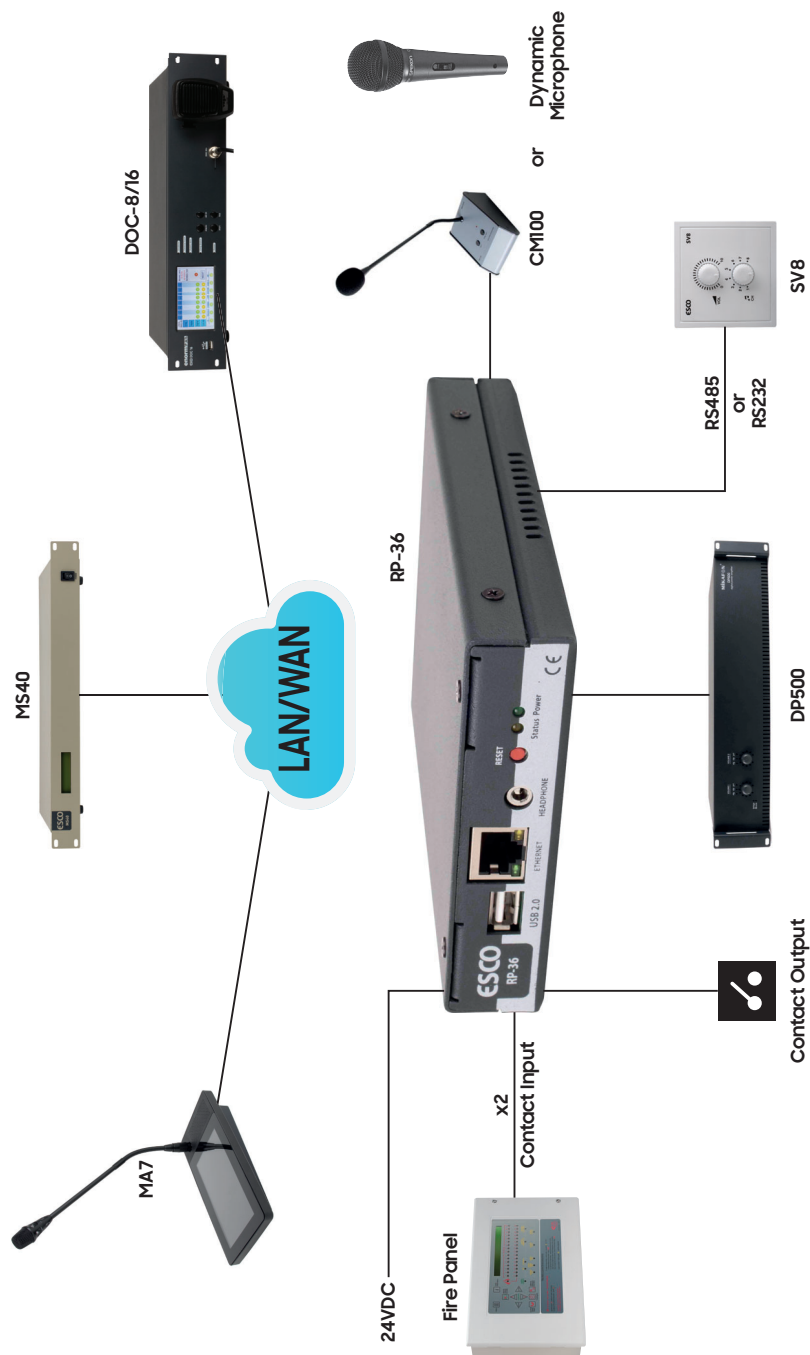 MA7
MS40
DOC-8/16
LAN/WAN
24VDC
Fire Panel
x2
Contact Input
RP-36
ESCO
RP-36
USB 2.0
ETHERNET
HEADPHONE
RESET
Status Power
CE
CM100
or
Dynamic
Microphone
RS485
or
RS232
ESCO
SV8
SV8
Contact Output
DP500
ESCO